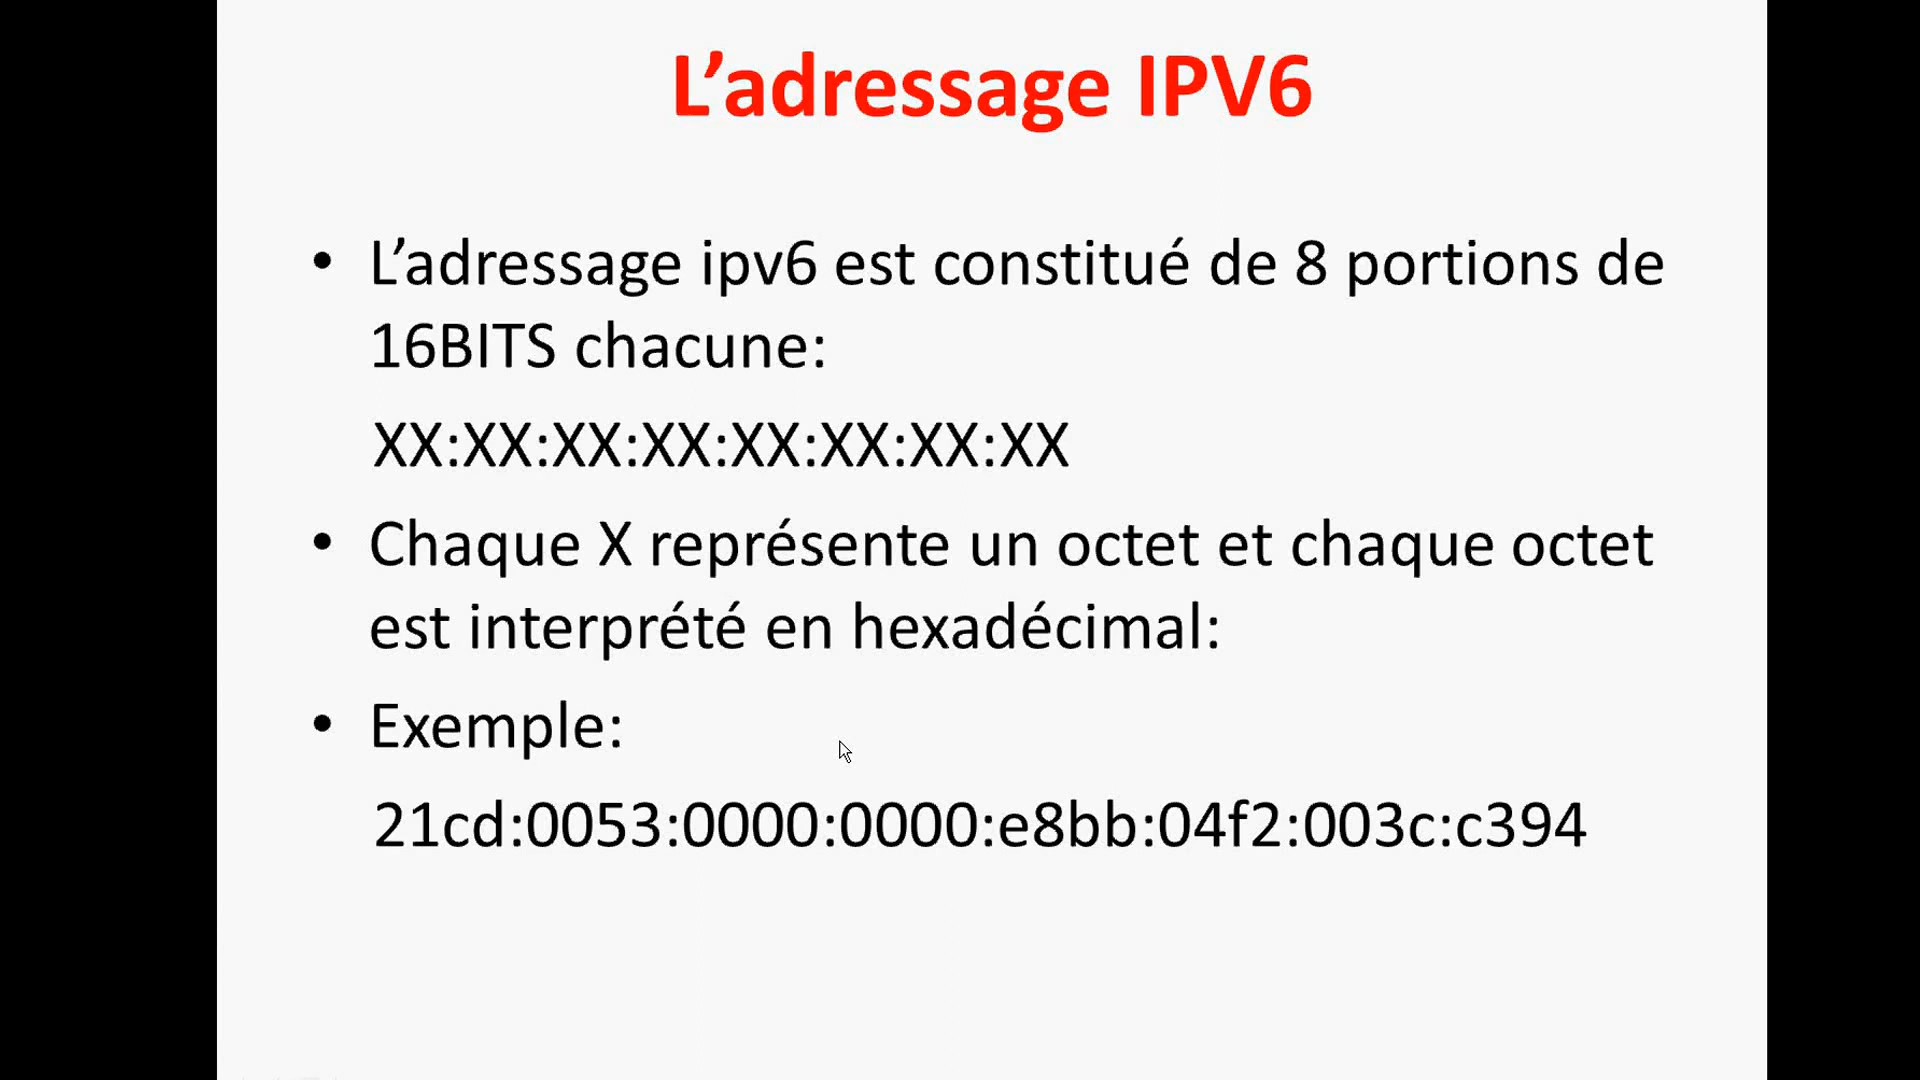 L’adressage IPV6
• L’adressage ipv6 est constitué de 8 portions de
16BITS chacune:
XX:XX:XX:XX:XX:XX:XX:XX
• Chaque X représente un octet et chaque octet
est interprété en hexadécimal:
• Exemple:
21cd:0053:0000:0000:e8bb:04f2:003c:c394